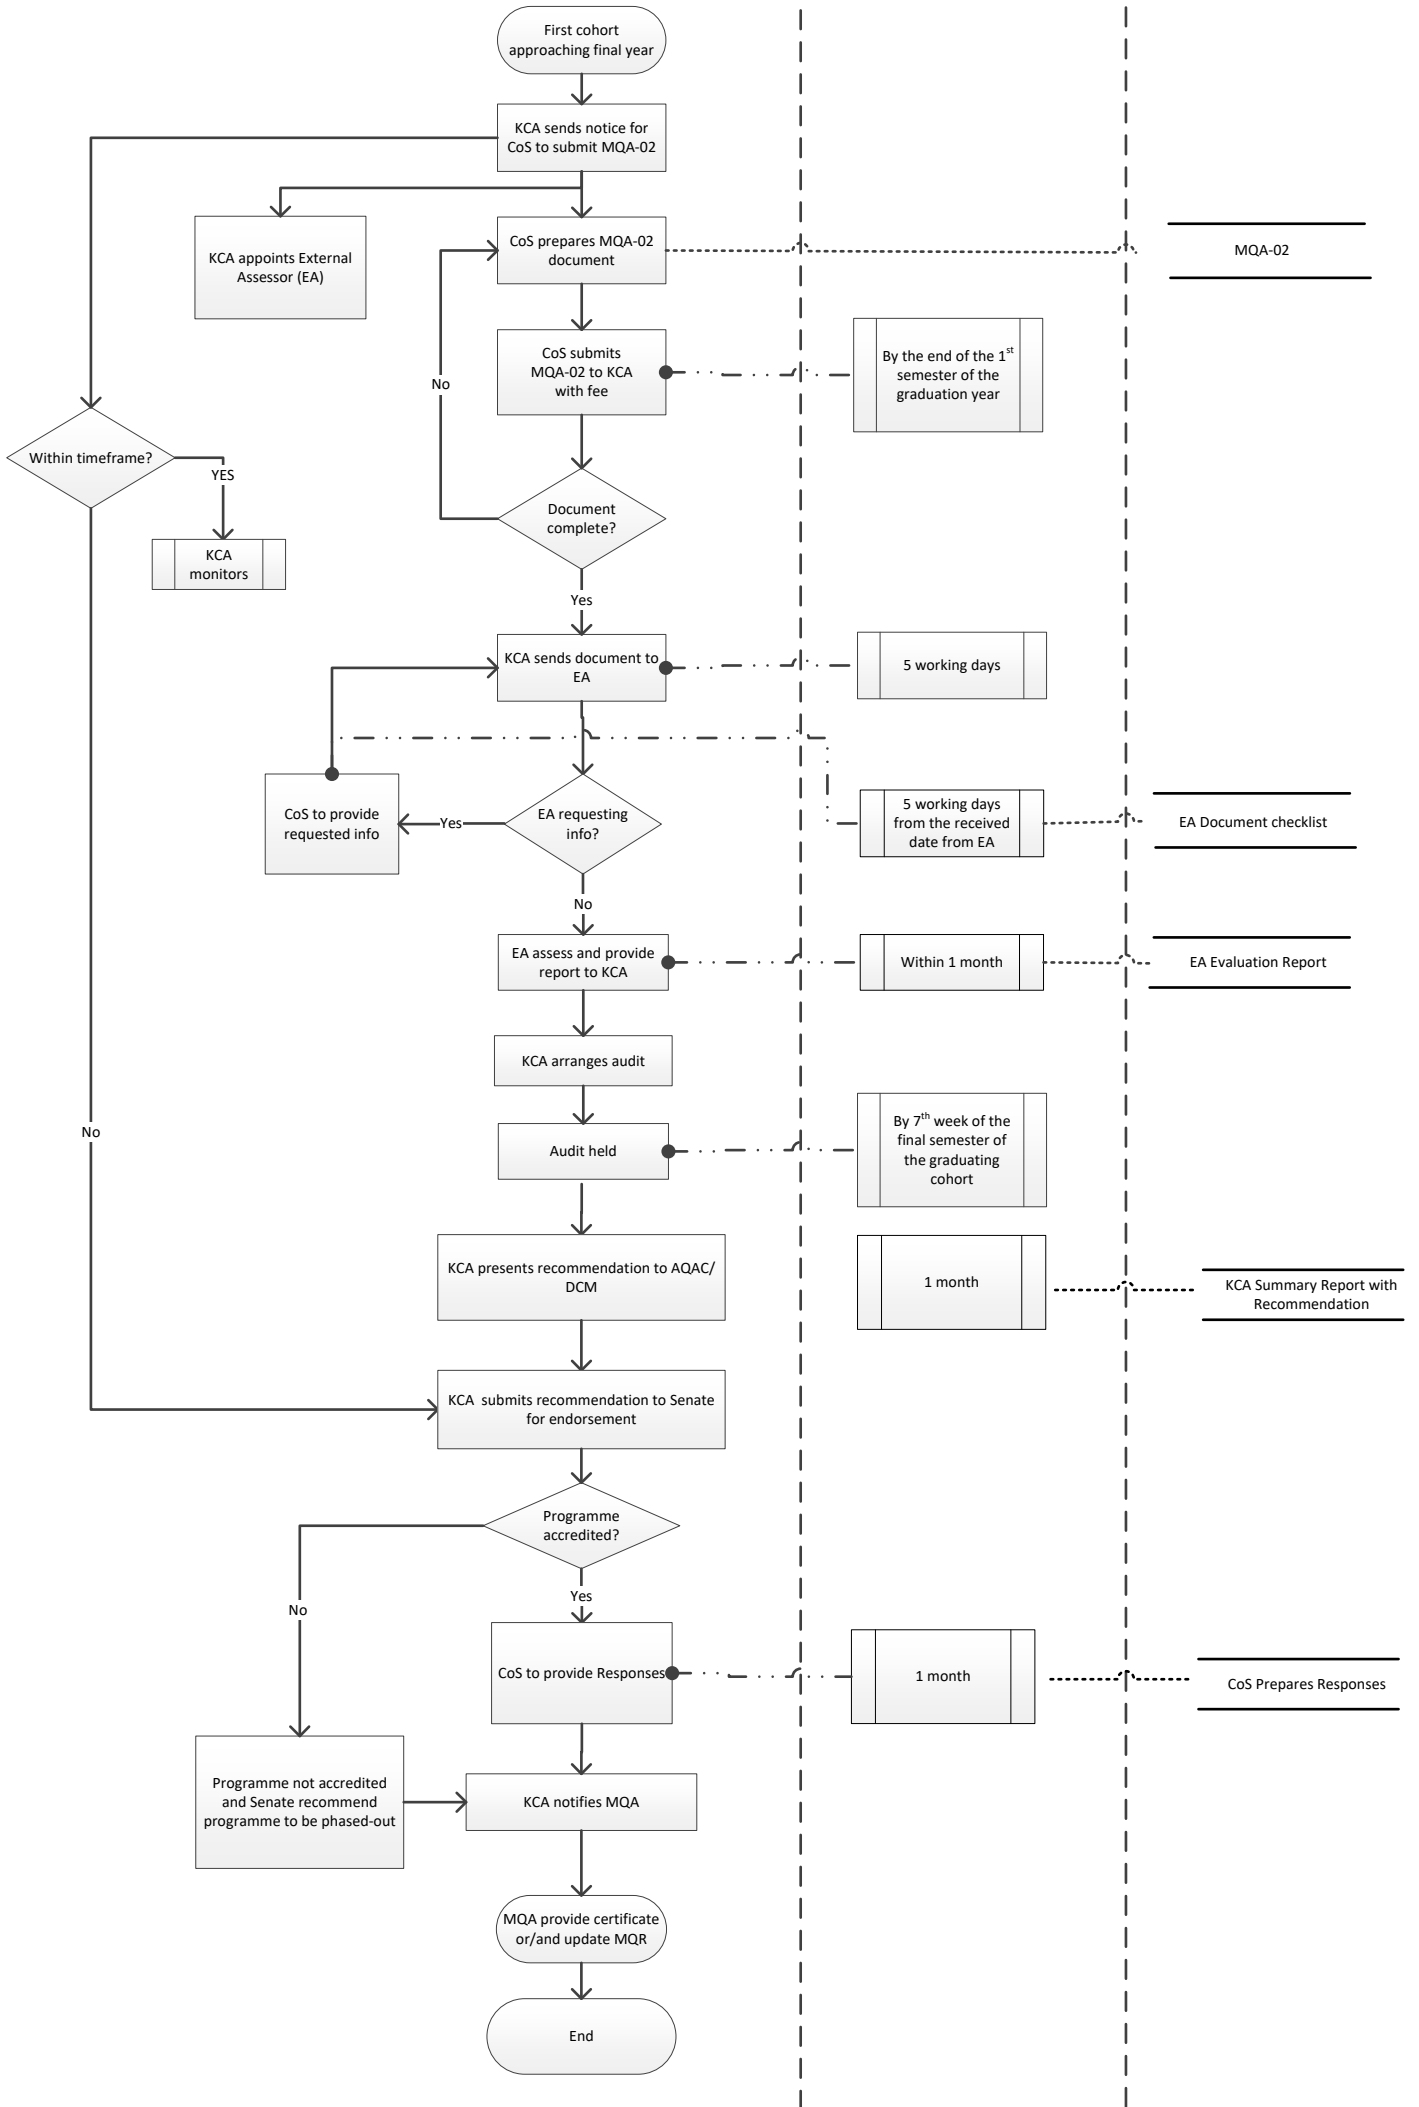 First cohort
approaching final year
KCA sends notice for
CoS to submit MQA-02
KCA appoints External
Assessor (EA)
CoS prepares MQA-02
document
MQA-02
CoS submits
MQA-02 to KCA
with fee
By the end of the 1st
semester of the
graduation year
No
Within timeframe?
YES
KCA
monitors
Document
complete?
Yes
KCA sends document to
EA
5 working days
CoS to provide
requested info
Yes
EA requesting
info?
5 working days
from the received
date from EA
EA Document checklist
No
EA assess and provide
report to KCA
Within 1 month
EA Evaluation Report
KCA arranges audit
No
Audit held
By 7th week of the
final semester of
the graduating
cohort
KCA presents recommendation to AQAC/
DCM
1 month
KCA Summary Report with
Recommendation
KCA  submits recommendation to Senate
for endorsement
Programme
accredited?
No
Yes
CoS to provide Responses
1 month
CoS Prepares Responses
Programme not accredited
and Senate recommend
programme to be phased-out
KCA notifies MQA
MQA provide certificate
or/and update MQR
End